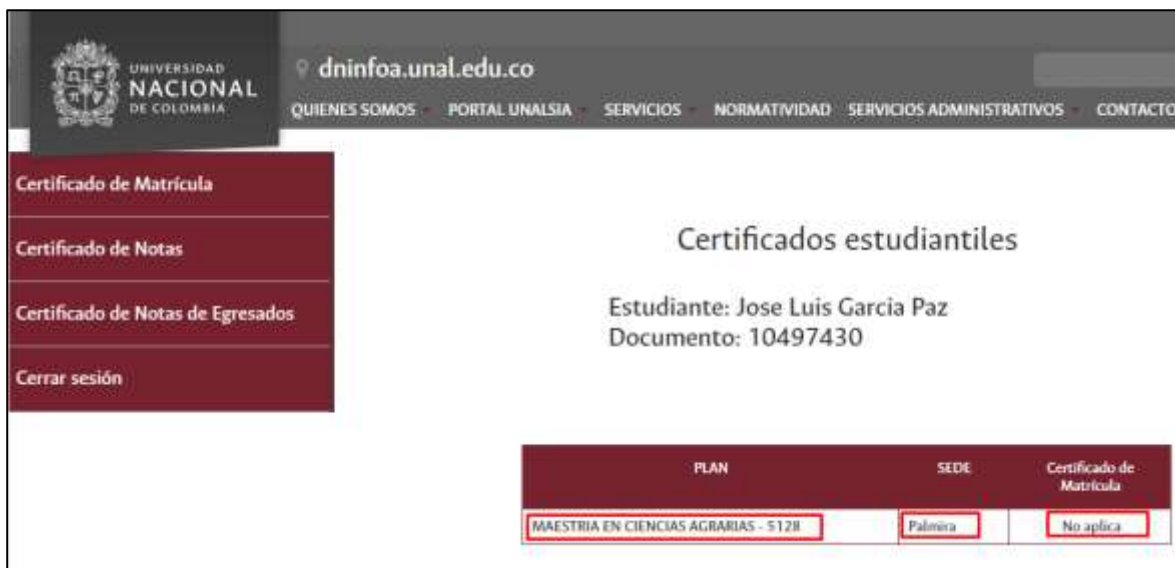 UNIVERSIDAD
NACIONAL
DE COLOMBIA
dninfoa.unal.edu.co
QUIENES SOMOS PORTAL UNALSIA SERVICIOS NORMATIVIDAD SERVICIOS ADMINISTRATIVOS CONTACTO
Certificado de Matrícula
Certificado de Notas
Certificado de Notas de Egresados
Cerrar sesión
Certificados estudiantiles
Estudiante: Jose Luis Garcia Paz
Documento: 10497430
PLAN SEDE Certificado de
Matrícula
MAESTRIA EN CIENCIAS AGRARIAS - 5128 Palmira No aplica